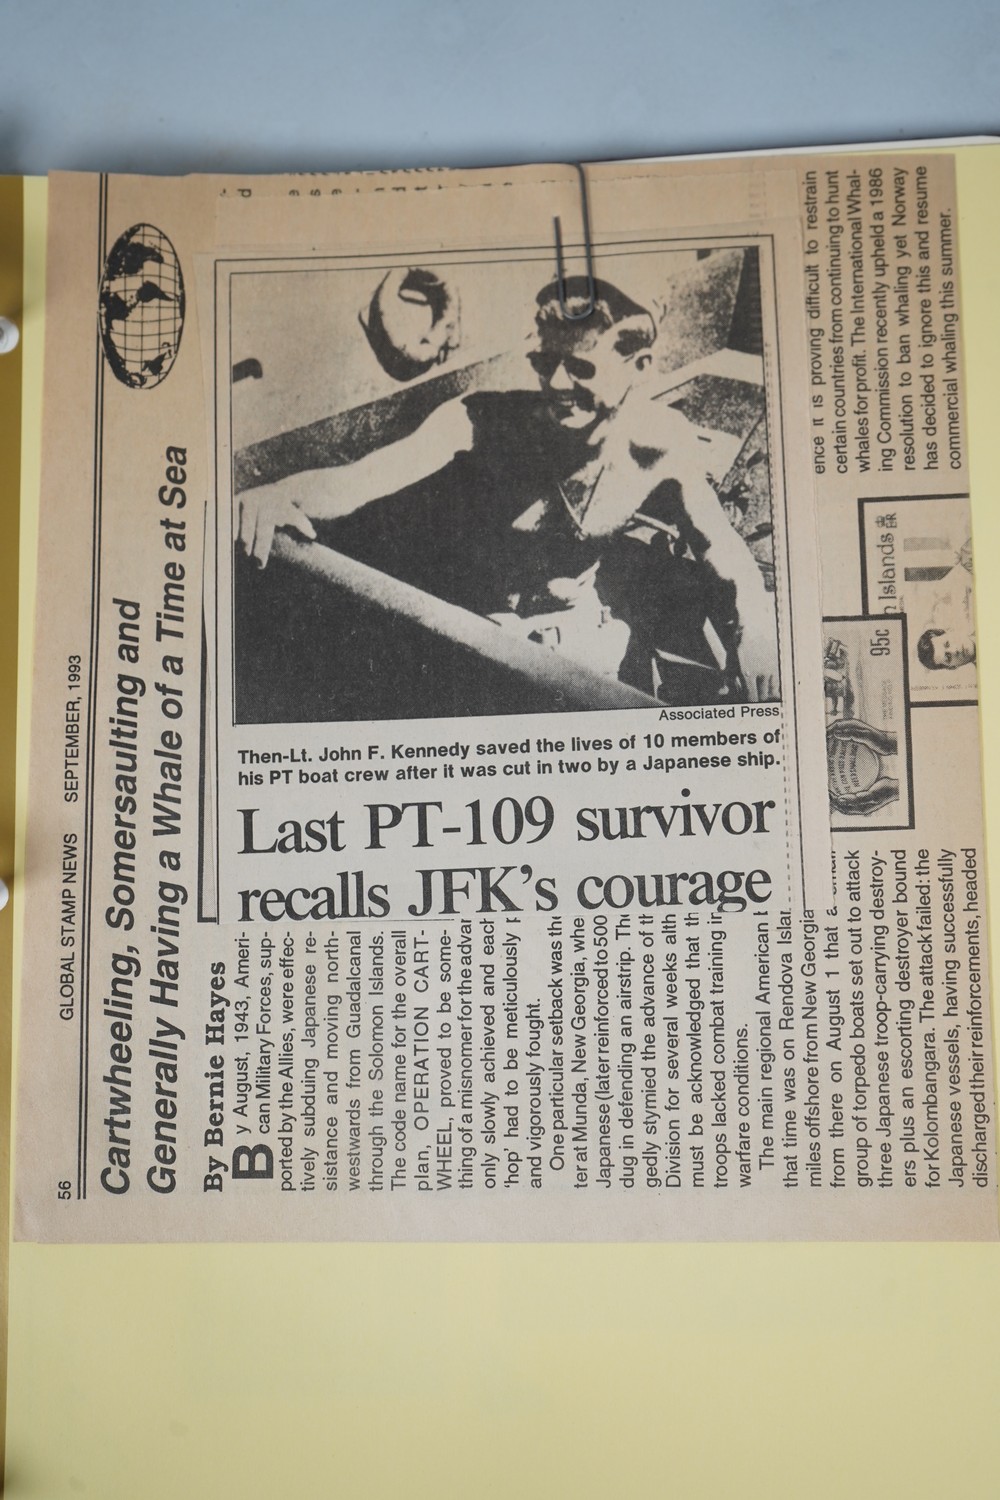 56 GLOBAL STAMP NEWS SEPTEMBER, 1993
Cartwheeling, Somersaulting and
Generally Having a Whale of a Time at Sea
By Bernie Hayes
By August, 1943, Ameri-
can Military Forces, sup-
ported by the Allies, were effec-
tively subduing Japanese re-
sistance and moving north-
westwards from Guadalcanal
through the Solomon Islands.
The code name for the overall
plan, OPERATION CART-
WHEEL, proved to be some-
thing of a misnomer for the advan
only slowly achieved and each
'hop' had to be meticulously p
and vigorously fought.
One particular setback was the
ter at Munda, New Georgia, whe
Japanese (later reinforced to 500
dug in defending an airstrip. The
gedly stymied the advance of th
Division for several weeks alth
must be acknowledged that th
troops lacked combat training in
warfare conditions.
The main regional American t
that time was on Rendova Islan
miles offshore from New Georgia
from there on August 1 that a
group of torpedo boats set out to attack
three Japanese troop-carrying destroy-
ers plus an escorting destroyer bound
for Kolombangara. The attack failed: the
Japanese vessels, having successfully
discharged their reinforcements, headed
Associated Press
Then-Lt. John F. Kennedy saved the lives of 10 members of
his PT boat crew after it was cut in two by a Japanese ship.
Last PT-109 survivor
recalls JFK's courage
95c
n Islands
ence it is proving difficult to restrain
certain countries from continuing to hunt
whales for profit. The International Whal-
ing Commission recently upheld a 1986
resolution to ban whaling yet Norway
has decided to ignore this and resume
commercial whaling this summer.